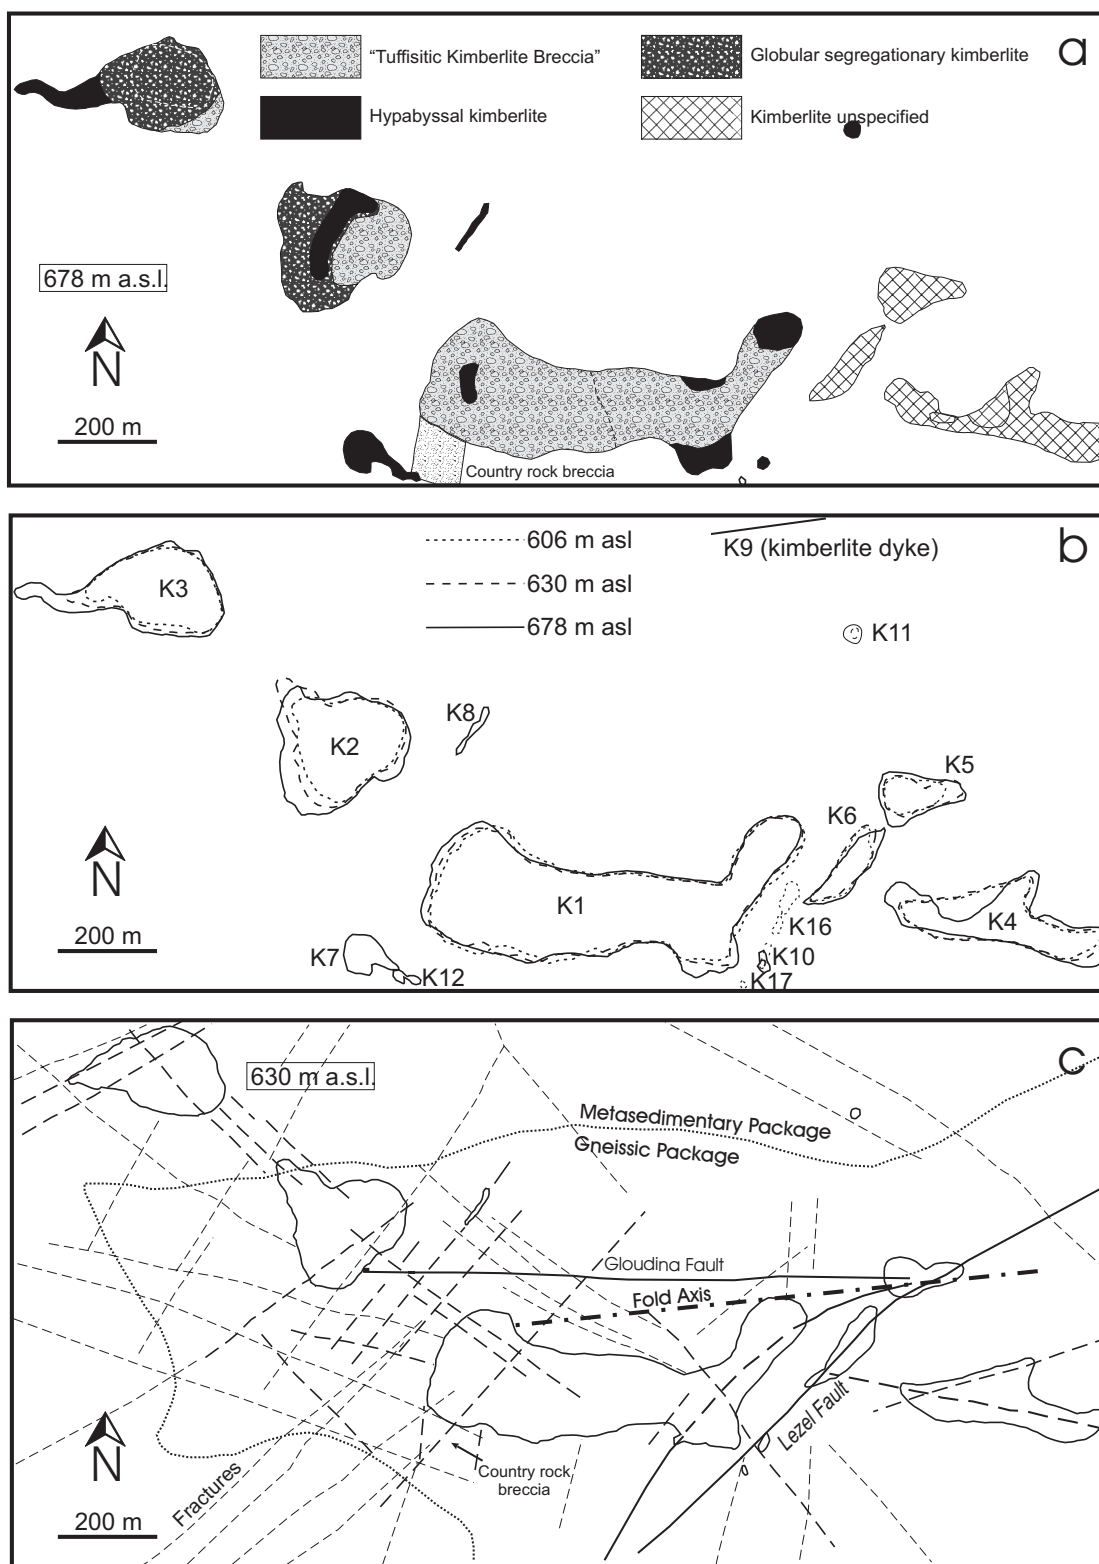 a
“Tuffisitic Kimberlite Breccia”
Globular segregationary kimberlite
Hypabyssal kimberlite
Kimberlite unspecified
678 m a.s.l.
N
200 m
Country rock breccia
b
606 m asl
630 m asl
678 m asl
K9 (kimberlite dyke)
K3
K11
K8
K2
K5
K6
K1
K4
K16
K7
K12
K10
K17
N
200 m
c
630 m a.s.l.
Metasedimentary Package
Gneissic Package
Gloudina Fault
Fold Axis
Lezel Fault
Country rock
breccia
Fractures
N
200 m